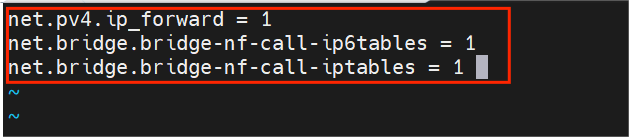 net.pv4.ip_forward = 1
net.bridge.bridge-nf-call-ip6tables = 1
net.bridge.bridge-nf-call-iptables = 1
~
~